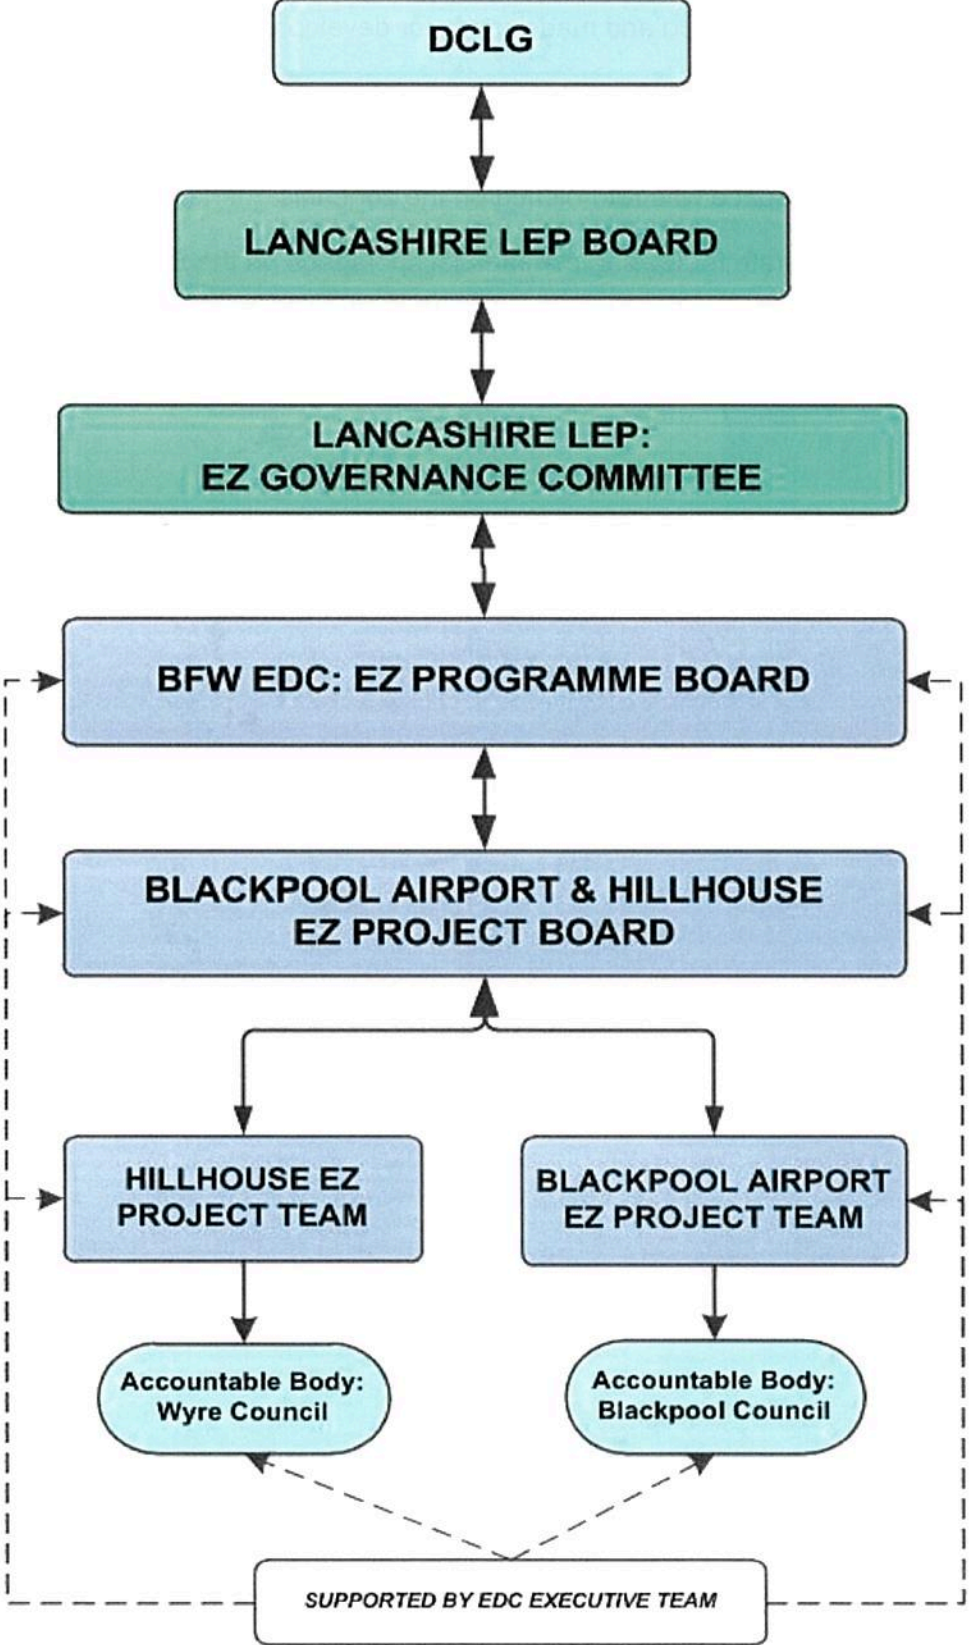 DCLG
LANCASHIRE LEP BOARD
LANCASHIRE LEP:
EZ GOVERNANCE COMMITTEE
BFW EDC: EZ PROGRAMME BOARD
BLACKPOOL AIRPORT & HILLHOUSE
EZ PROJECT BOARD
HILLHOUSE EZ
PROJECT TEAM
BLACKPOOL AIRPORT
EZ PROJECT TEAM
Accountable Body:
Wyre Council
Accountable Body:
Blackpool Council
SUPPORTED BY EDC EXECUTIVE TEAM